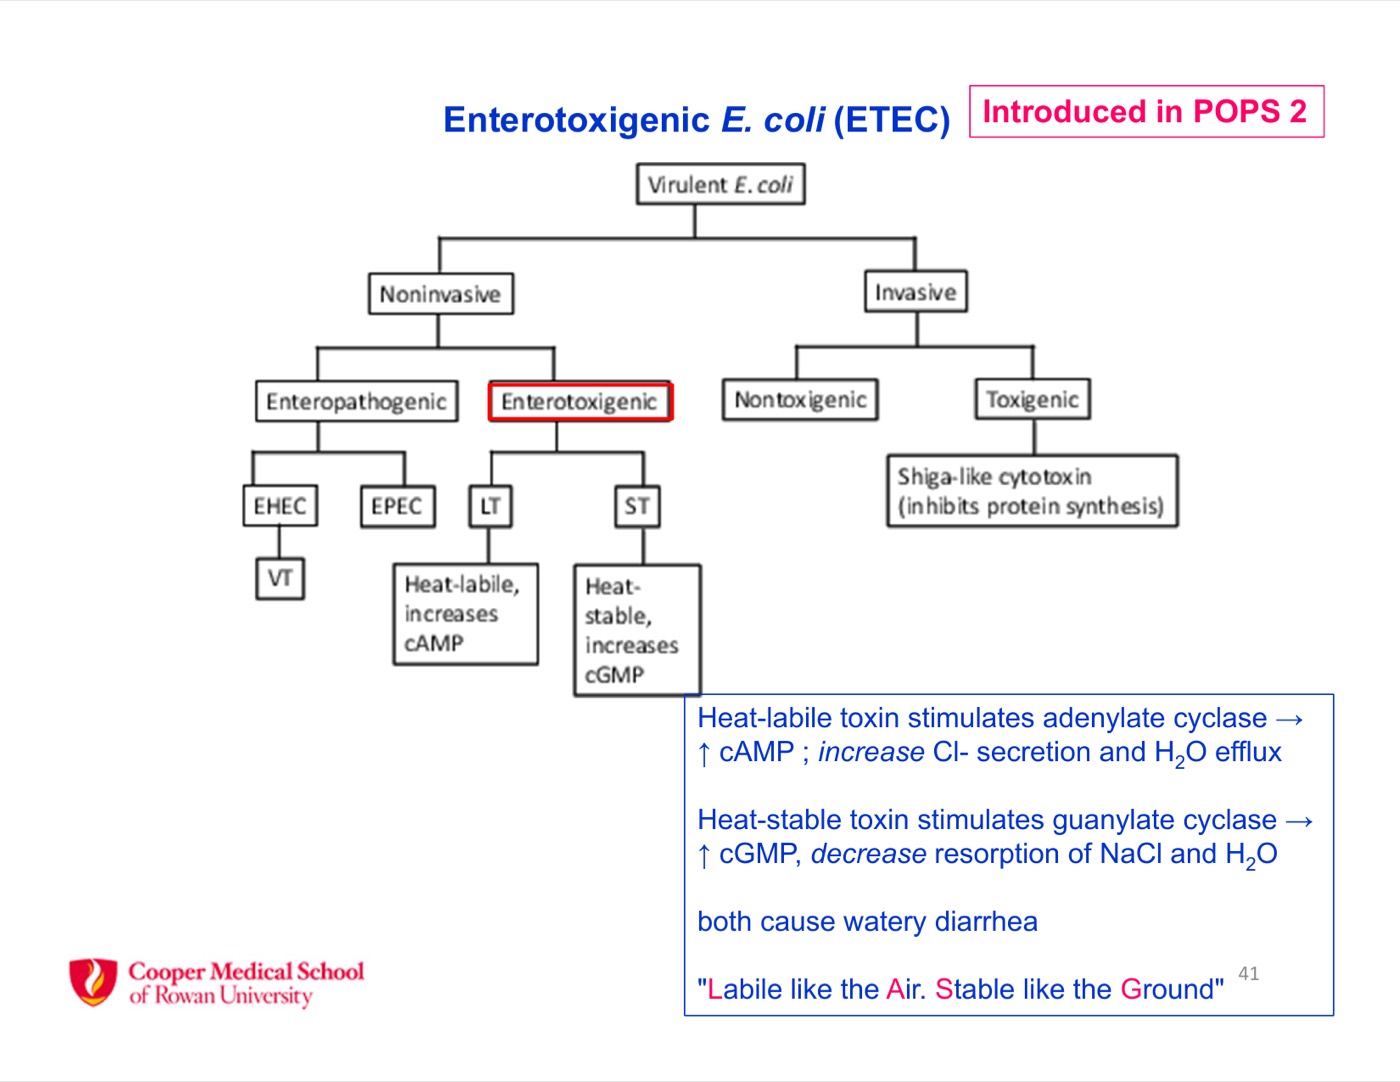 Enterotoxigenic E. coli (ETEC)
Introduced in POPS 2
Virulent E. coli
Noninvasive
Invasive
Enteropathogenic
Enterotoxigenic
Nontoxigenic
Toxigenic
EHEC
EPEC
LT
ST
Shiga-like cytotoxin
(inhibits protein synthesis)
VT
Heat-labile,
increases
cAMP
Heat-
stable,
increases
cGMP
Heat-labile toxin stimulates adenylate cyclase →
↑ cAMP ; increase Cl- secretion and H₂O efflux
Heat-stable toxin stimulates guanylate cyclase →
↑ cGMP, decrease resorption of NaCl and H₂O
both cause watery diarrhea
"Labile like the Air. Stable like the Ground"
41
Cooper Medical School
of Rowan University